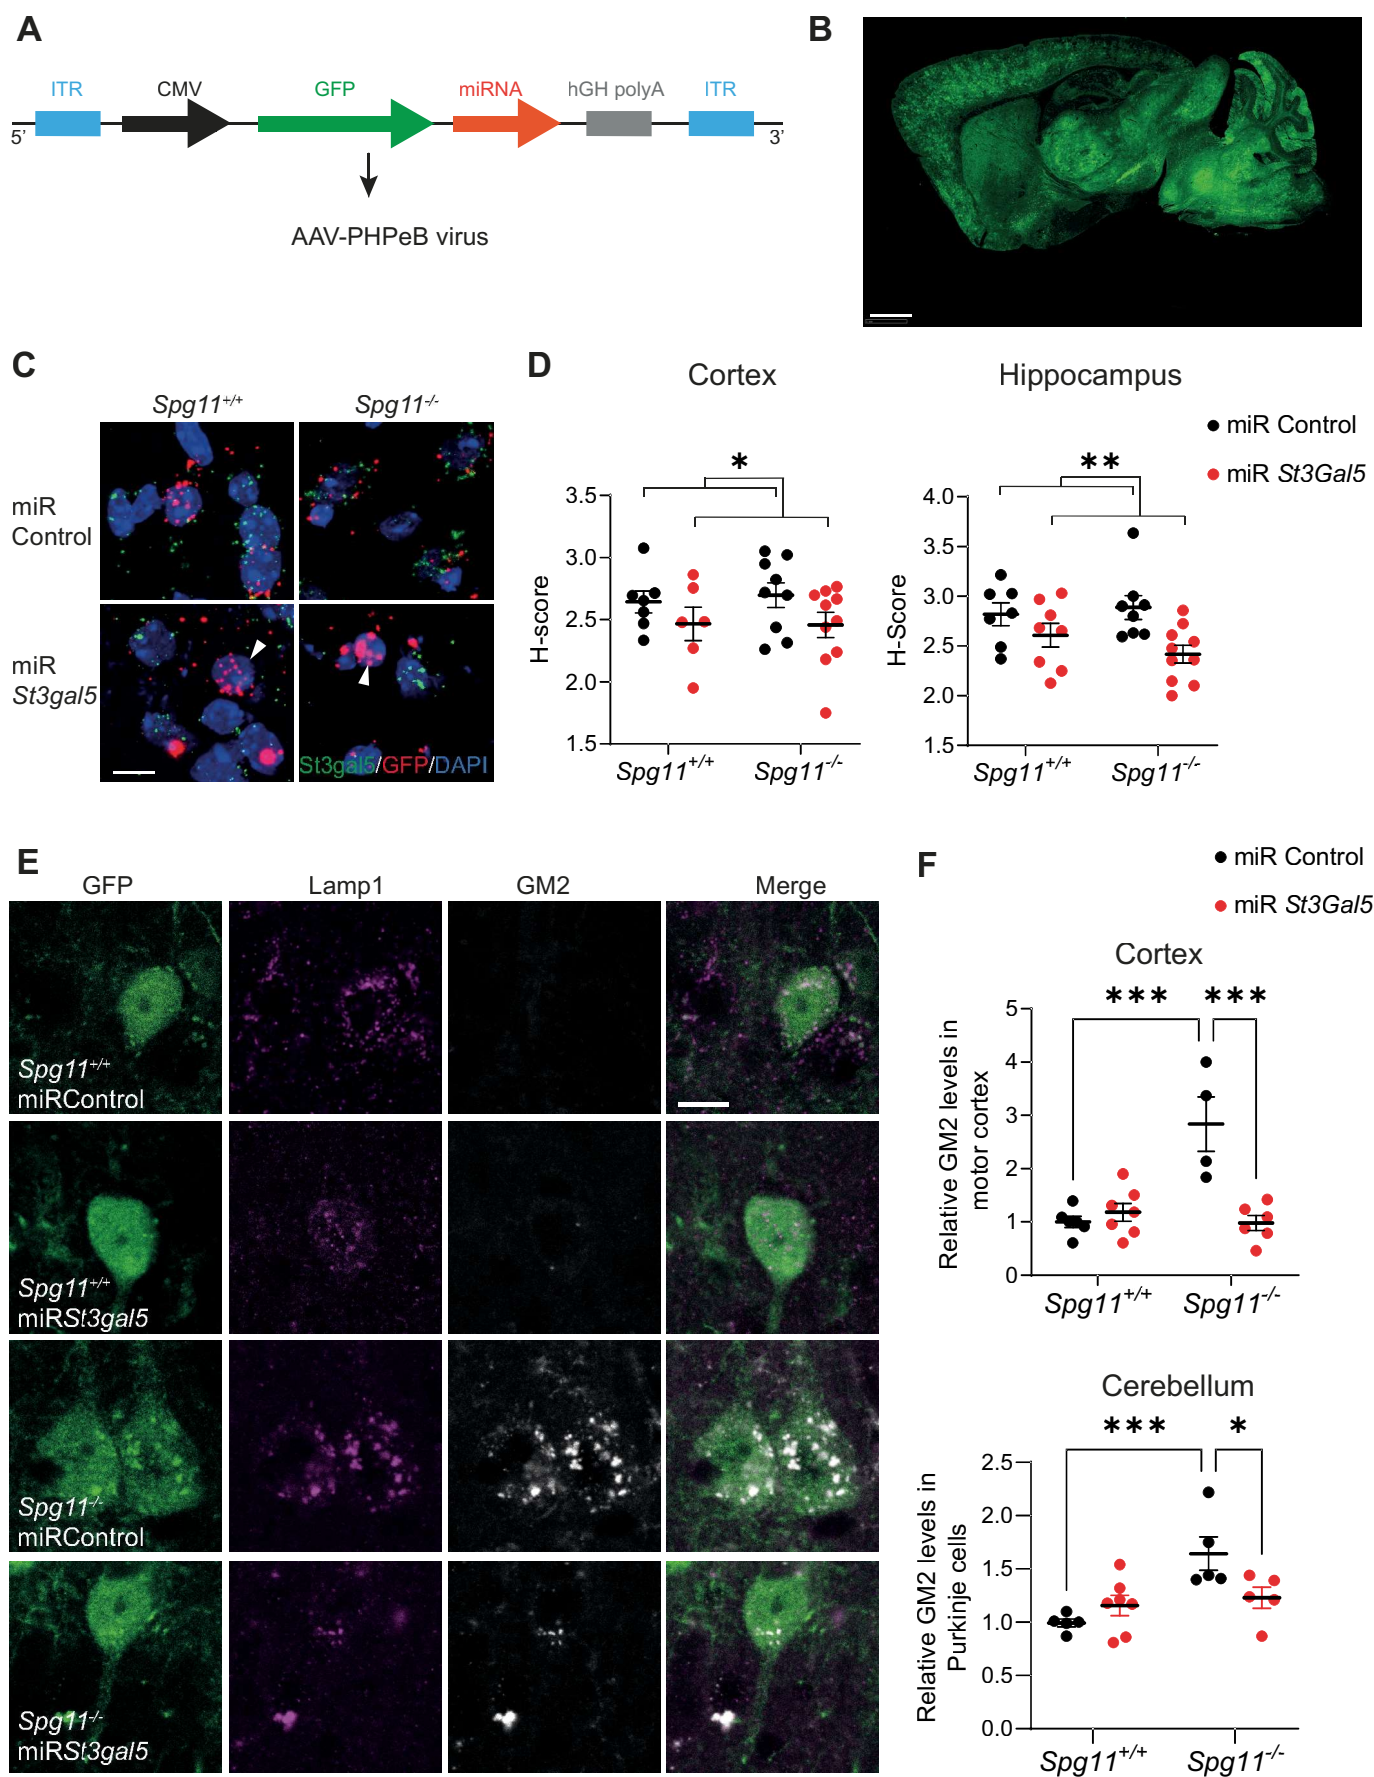 A
ITR
CMV
GFP
miRNA
hGH polyA
ITR
5’
3’
AAV-PHPeB virus
B
C
Spg11+/+
Spg11-/-
miR
Control
miR
St3gal5
St3gal5/GFP/DAPI
D
Cortex
*
3.5
3.0
2.5
2.0
1.5
H-score
Spg11+/+
Spg11-/-
Hippocampus
**
4.0
3.5
3.0
2.5
2.0
1.5
H-Score
Spg11+/+
Spg11-/-
miR Control
miR St3Gal5
E
GFP
Lamp1
GM2
Merge
Spg11+/+
miRControl
Spg11+/+
miRSt3gal5
Spg11-/-
miRControl
Spg11-/-
miRSt3gal5
F
miR Control
miR St3Gal5
Cortex
***
***
5
4
3
2
1
0
Relative GM2 levels in
motor cortex
Spg11+/+
Spg11-/-
Cerebellum
***
*
2.5
2.0
1.5
1.0
0.5
0.0
Relative GM2 levels in
Purkinje cells
Spg11+/+
Spg11-/-